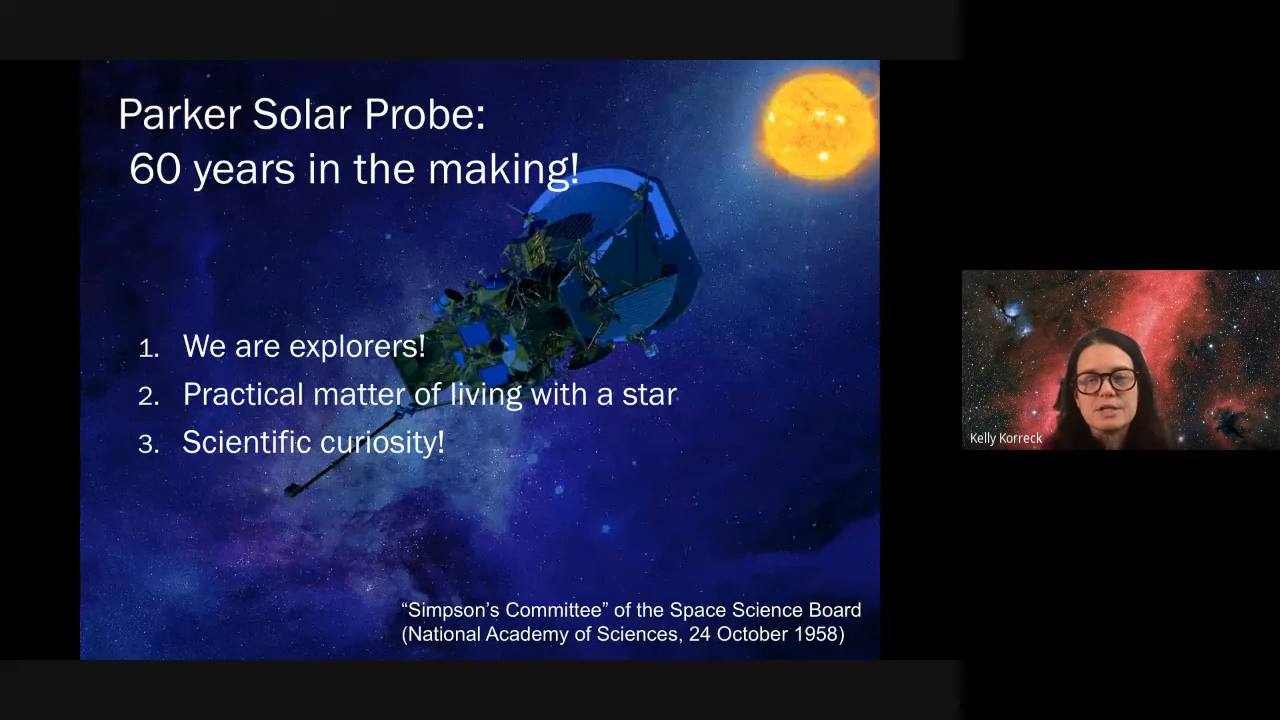 Parker Solar Probe:
60 years in the making!
1. We are explorers!
2. Practical matter of living with a star
3. Scientific curiosity!
“Simpson’s Committee” of the Space Science Board
(National Academy of Sciences, 24 October 1958)
Kelly Korreck